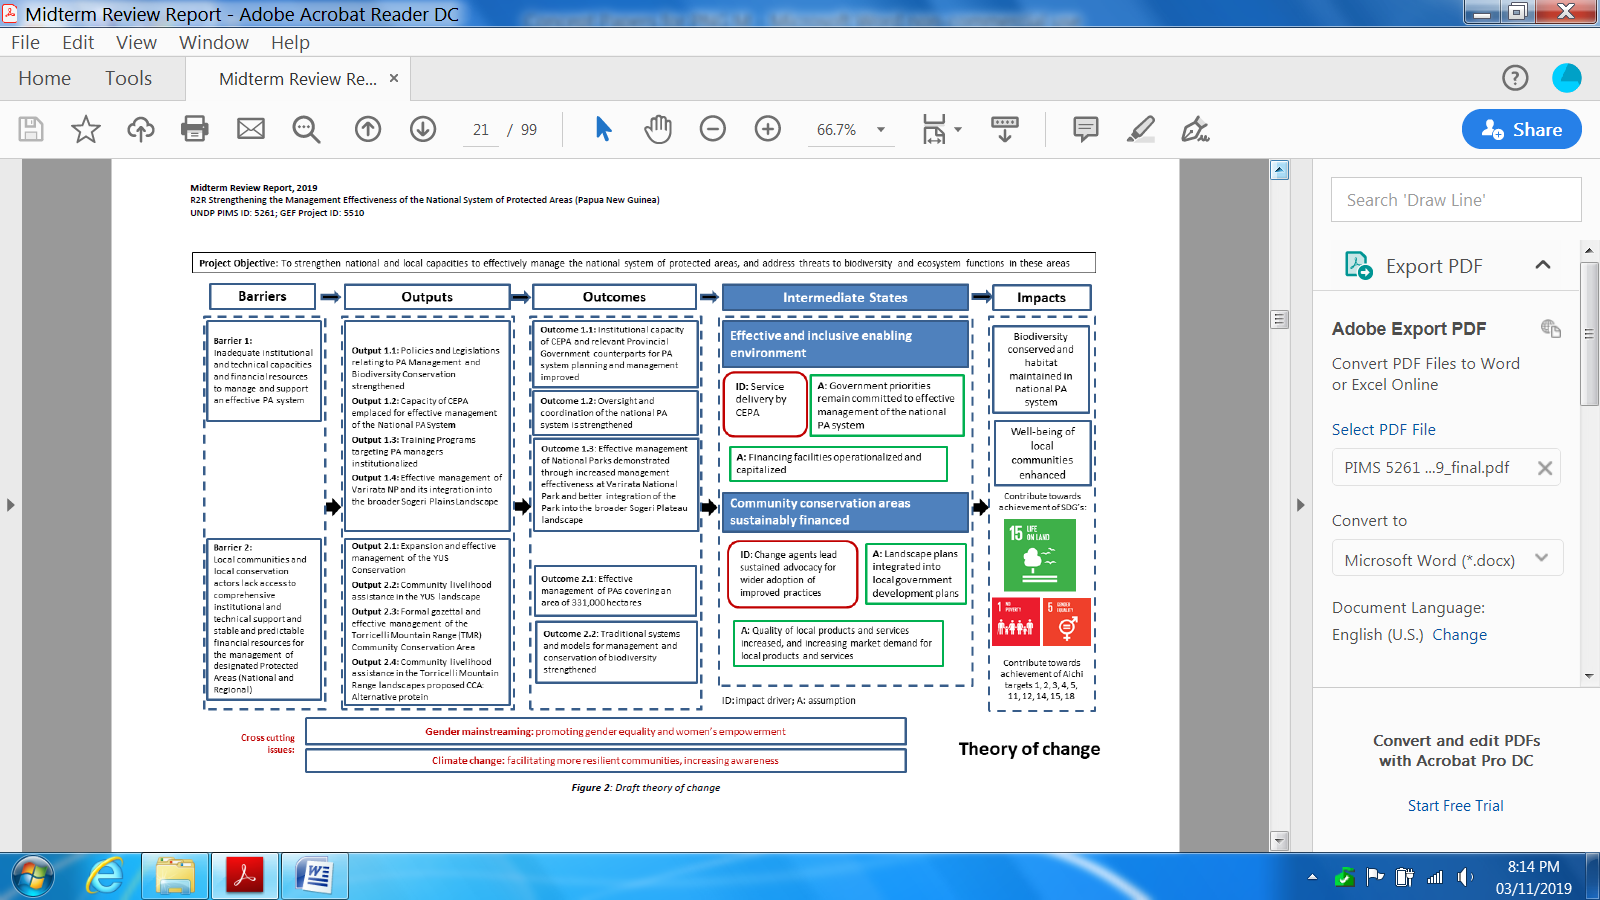 Midterm Review Report - Adobe Acrobat Reader DC
File Edit View Window Help
Home Tools Midterm Review Re... ×
21 / 99 66.7% Share
Midterm Review Report, 2019
R2R Strengthening the Management Effectiveness of the National System of Protected Areas (Papua New Guinea)
UNDP PIMS ID: 5261; GEF Project ID: 5510
Project Objective: To strengthen national and local capacities to effectively manage the national system of protected areas, and address threats to biodiversity and ecosystem functions in these areas
Barriers
Outputs
Outcomes
Intermediate States
Impacts
Barrier 1:
Inadequate institutional
and technical capacities
and financial resources
to manage and support
an effective PA system
Barrier 2:
Local communities and
local conservation
actors lack access to
comprehensive
institutional and
technical support and
stable and predictable
financial resources for
the management of
designated Protected
Areas (National and
Regional)
Output 1.1: Policies and Legislations
relating to PA Management and
Biodiversity Conservation
strengthened
Output 1.2: Capacity of CEPA
emplaced for effective management
of the National PA System
Output 1.3: Training Programs
targeting PA managers
institutionalized
Output 1.4: Effective management of
Varirata NP and its integration into
the broader Sogeri Plains Landscape
Output 2.1: Expansion and effective
management of the YUS
Conservation
Output 2.2: Community livelihood
assistance in the YUS landscape
Output 2.3: Formal gazettal and
effective management of the
Torricelli Mountain Range (TMR)
Community Conservation Area
Output 2.4: Community livelihood
assistance in the Torricelli Mountain
Range landscapes proposed CCA:
Alternative protein
Outcome 1.1: Institutional capacity
of CEPA and relevant Provincial
Government counterparts for PA
system planning and management
improved
Outcome 1.2: Oversight and
coordination of the national PA
system is strengthened
Outcome 1.3: Effective management
of National Parks demonstrated
through increased management
effectiveness at Varirata National
Park and better integration of the
Park into the broader Sogeri Plateau
landscape
Outcome 2.1: Effective
management of PAs covering an
area of 331,000 hectares
Outcome 2.2: Traditional systems
and models for management and
conservation of biodiversity
strengthened
Effective and inclusive enabling
environment
ID: Service
delivery by
CEPA
A: Government priorities
remain committed to effective
management of the national
PA system
A: Financing facilities operationalized and
capitalized
Community conservation areas
sustainably financed
ID: Change agents lead
sustained advocacy for
wider adoption of
improved practices
A: Landscape plans
integrated into
local government
development plans
A: Quality of local products and services
increased, and increasing market demand for
local products and services
ID: impact driver; A: assumption
Biodiversity
conserved and
habitat
maintained in
national PA
system
Well-being of
local
communities
enhanced
Contribute towards
achievement of SDG's:
15 LIFE
ON LAND
1 NO
POVERTY
5 GENDER
EQUALITY
Contribute towards
achievement of Aichi
targets 1, 2, 3, 4, 5,
11, 12, 14, 15, 18
Cross cutting
issues:
Gender mainstreaming: promoting gender equality and women's empowerment
Climate change: facilitating more resilient communities, increasing awareness
Theory of change
Figure 2: Draft theory of change
Search 'Draw Line'
Export PDF
Adobe Export PDF
Convert PDF Files to Word
or Excel Online
Select PDF File
PIMS 5261 ...9_final.pdf
Convert to
Microsoft Word (*.docx)
Document Language:
English (U.S.) Change
Convert and edit PDFs
with Acrobat Pro DC
Start Free Trial
8:14 PM
03/11/2019